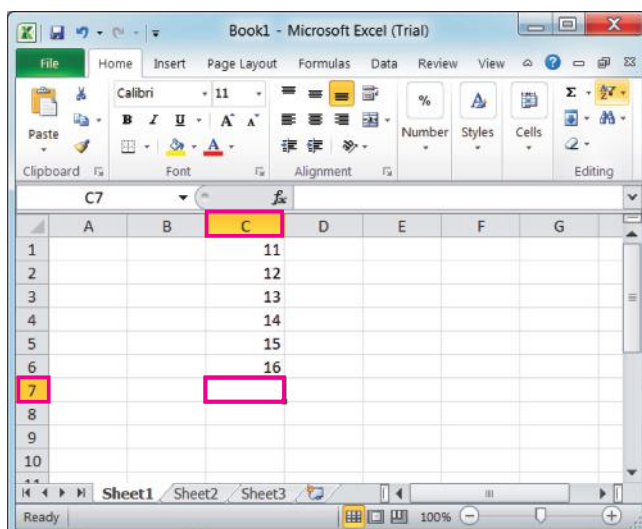 Book1 - Microsoft Excel (Trial)
File Home Insert Page Layout Formulas Data Review View
Calibri 11 % A Σ
Paste B I U A A Number Styles Cells
A
Clipboard Font Alignment Editing
C7 fx
A B C D E F G
1 11
2 12
3 13
4 14
5 15
6 16
7
8
9
10
Sheet1 Sheet2 Sheet3
Ready 100%